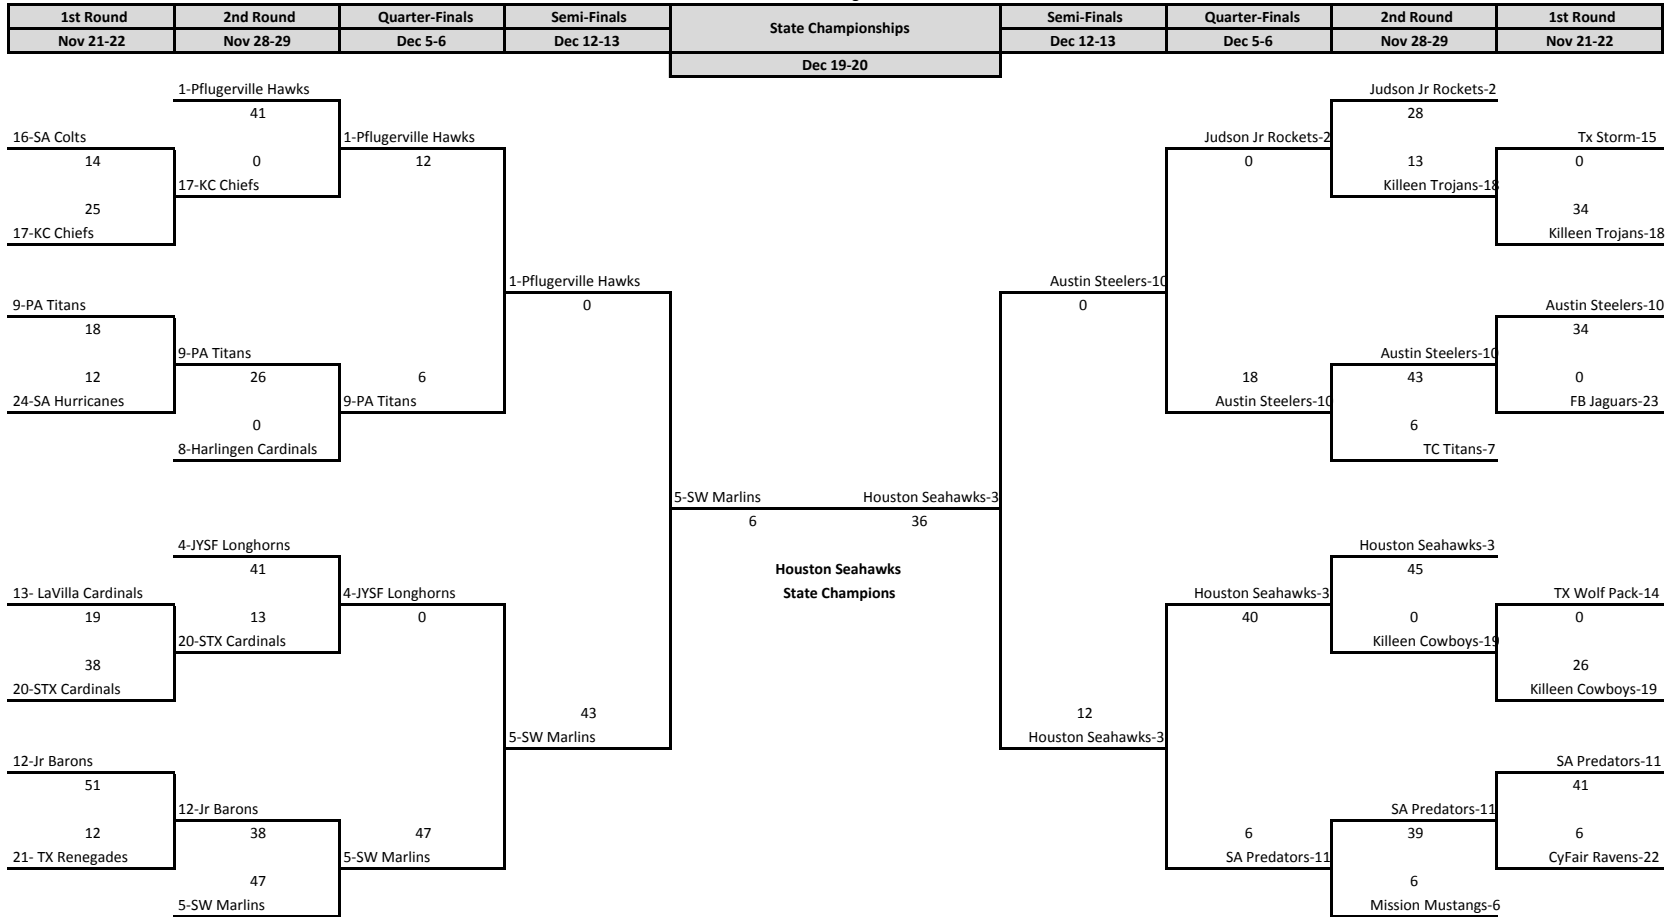 1st Round 2nd Round Quarter-Finals Semi-Finals State Championships Semi-Finals Quarter-Finals 2nd Round 1st Round
Nov 21-22 Nov 28-29 Dec 5-6 Dec 12-13 Dec 12-13 Dec 5-6 Nov 28-29 Nov 21-22
Dec 19-20
1-Pflugerville Hawks Judson Jr Rockets-2
41 28
16-SA Colts 1-Pflugerville Hawks Judson Jr Rockets-2 Tx Storm-15
14 0 12 0 13 0
17-KC Chiefs Killeen Trojans-18
25 34
17-KC Chiefs Killeen Trojans-18
1-Pflugerville Hawks Austin Steelers-10
9-PA Titans 0 0 Austin Steelers-10
18 34
9-PA Titans Austin Steelers-10
12 26 6 18 43 0
24-SA Hurricanes 9-PA Titans Austin Steelers-10 FB Jaguars-23
0 6
8-Harlingen Cardinals TC Titans-7
5-SW Marlins Houston Seahawks-3
6 36
4-JYSF Longhorns Houston Seahawks-3
41 Houston Seahawks 45
13- LaVilla Cardinals 4-JYSF Longhorns State Champions Houston Seahawks-3 TX Wolf Pack-14
19 13 0 40 0 0
20-STX Cardinals Killeen Cowboys-19
38 26
20-STX Cardinals Killeen Cowboys-19
43 12
5-SW Marlins Houston Seahawks-3
12-Jr Barons SA Predators-11
51 41
12-Jr Barons SA Predators-11
12 38 47 6 39 6
21- TX Renegades 5-SW Marlins SA Predators-11 CyFair Ravens-22
47 6
5-SW Marlins Mission Mustangs-6